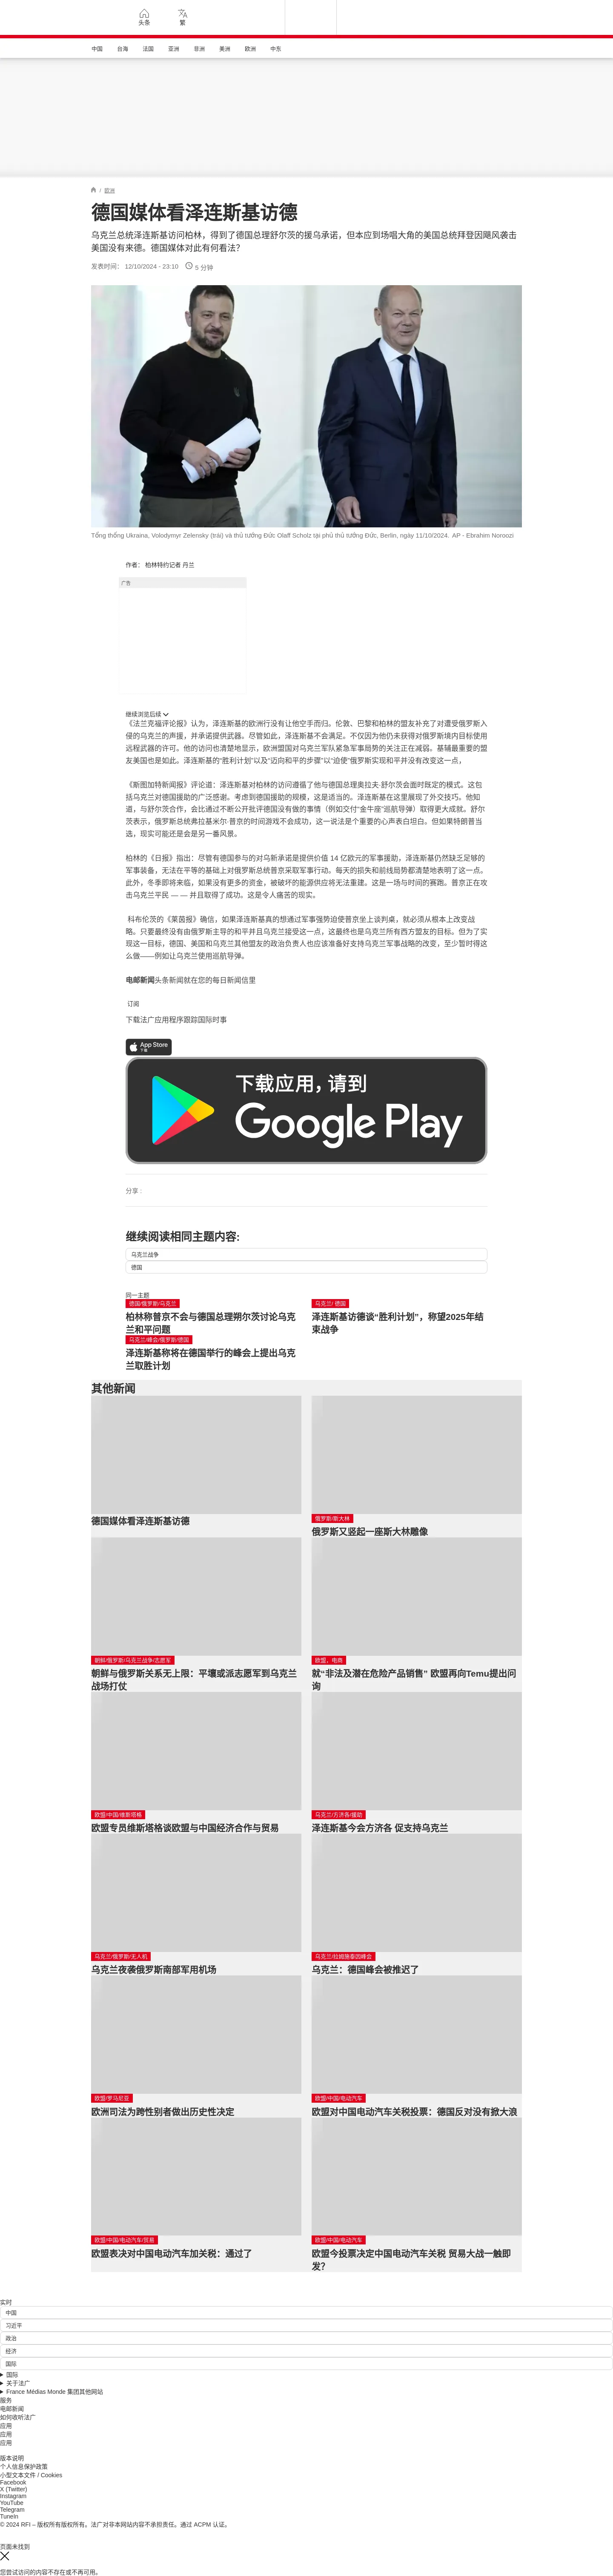 头条
繁
中国
台海
法国
亚洲
非洲
美洲
欧洲
中东
/ 欧洲
德国媒体看泽连斯基访德
乌克兰总统泽连斯基访问柏林，得到了德国总理舒尔茨的援乌承诺，但本应到场唱大角的美国总统拜登因飓风袭击
美国没有来德。德国媒体对此有何看法?
发表时间： 12/10/2024 - 23:10
5 分钟
Tổng thống Ukraina, Volodymyr Zelensky (trái) và thủ tướng Đức Olafl Scholz tại phủ thủ tướng Đức, Berlin, ngày 11/10/2024. AP - Ebrahim Noroozi
作者： 柏林特约记者 丹兰
广告
继续浏览后续
《法兰克福评论报》认为，泽连斯基的欧洲行没有让他空手而归。伦敦、巴黎和柏林的盟友补充了对遭受俄罗斯入
侵的乌克兰的声援，并承诺提供武器。尽管如此，泽连斯基不会满足。不仅因为他仍未获得对俄罗斯境内目标使用
远程武器的许可。他的访问也清楚地显示，欧洲盟国对乌克兰军队紧急军事局势的关注正在减弱。基辅最重要的盟
友美国也是如此。泽连斯基的“胜利计划”以及“迈向和平的步骤”以“迫使”俄罗斯实现和平并没有改变这一点，
《斯图加特新闻报》评论道：泽连斯基对柏林的访问遵循了他与德国总理奥拉夫·舒尔茨会面时既定的模式。这包
括乌克兰对德国援助的广泛感谢。考虑到德国援助的规模，这是适当的。泽连斯基在这里展现了外交技巧。他知
道，与舒尔茨合作，会比通过不断公开批评德国没有做的事情（例如交付“金牛座”巡航导弹）取得更大成就。舒尔
茨表示，俄罗斯总统弗拉基米尔·普京的时间游戏不会成功，这一说法是个重要的心声表白坦白。但如果特朗普当
选，现实可能还是会是另一番风景。
柏林的《日报》指出：尽管有德国参与的对乌新承诺是提供价值 14 亿欧元的军事援助，泽连斯基仍然缺乏足够的
军事装备，无法在平等的基础上对俄罗斯总统普京采取军事行动。每天的损失和前线局势都清楚地表明了这一点。
此外，冬季即将来临，如果没有更多的资金，被破坏的能源供应将无法重建。这是一场与时间的赛跑。普京正在攻
击乌克兰平民 — — 并且取得了成功。这是令人痛苦的现实。
科布伦茨的《莱茵报》确信，如果泽连斯基真的想通过军事强势迫使普京坐上谈判桌，就必须从根本上改变战
略。只要最终没有由俄罗斯主导的和平并且乌克兰接受这一点，这最终也是乌克兰所有西方盟友的目标。但为了实
现这一目标，德国、美国和乌克兰其他盟友的政治负责人也应该准备好支持乌克兰军事战略的改变，至少暂时得这
么做——例如让乌克兰使用巡航导弹。
电邮新闻头条新闻就在您的每日新闻信里
订阅
下载法广应用程序跟踪国际时事
App Store
下载
下载应用，请到
Google Play
分享 :
继续阅读相同主题内容:
乌克兰战争
德国
同一主题
德国/俄罗斯/乌克兰
柏林称普京不会与德国总理朔尔茨讨论乌克
兰和平问题
乌克兰/ 德国
泽连斯基访德谈“胜利计划”，称望2025年结
束战争
乌克兰/峰会/俄罗斯/德国
泽连斯基称将在德国举行的峰会上提出乌克
兰取胜计划
其他新闻
德国媒体看泽连斯基访德
俄罗斯/斯大林
俄罗斯又竖起一座斯大林雕像
朝鲜/俄罗斯/乌克兰战争/志愿军
朝鲜与俄罗斯关系无上限：平壤或派志愿军到乌克兰
战场打仗
欧盟，电商
就“非法及潜在危险产品销售” 欧盟再向Temu提出问
询
欧盟/中国/维斯塔格
欧盟专员维斯塔格谈欧盟与中国经济合作与贸易
乌克兰/方济各/援助
泽连斯基今会方济各 促支持乌克兰
乌克兰/俄罗斯/无人机
乌克兰夜袭俄罗斯南部军用机场
乌克兰/拉姆施泰因峰会
乌克兰：德国峰会被推迟了
欧盟/罗马尼亚
欧洲司法为跨性别者做出历史性决定
欧盟/中国/电动汽车
欧盟对中国电动汽车关税投票：德国反对没有掀大浪
欧盟/中国/电动汽车/贸易
欧盟表决对中国电动汽车加关税：通过了
欧盟/中国/电动汽车
欧盟今投票决定中国电动汽车关税 贸易大战一触即
发？
实时
中国
习近平
政治
经济
国际
国际
关于法广
France Médias Monde 集团其他网站
服务
电邮新闻
如何收听法广
应用
应用
应用
版本说明
个人信息保护政策
小型文本文件 / Cookies
Facebook
X (Twitter)
Instagram
YouTube
Telegram
TuneIn
© 2024 RFI – 版权所有版权所有。法广对非本网站内容不承担责任。通过 ACPM 认证。
页面未找到
您尝试访问的内容不存在或不再可用。